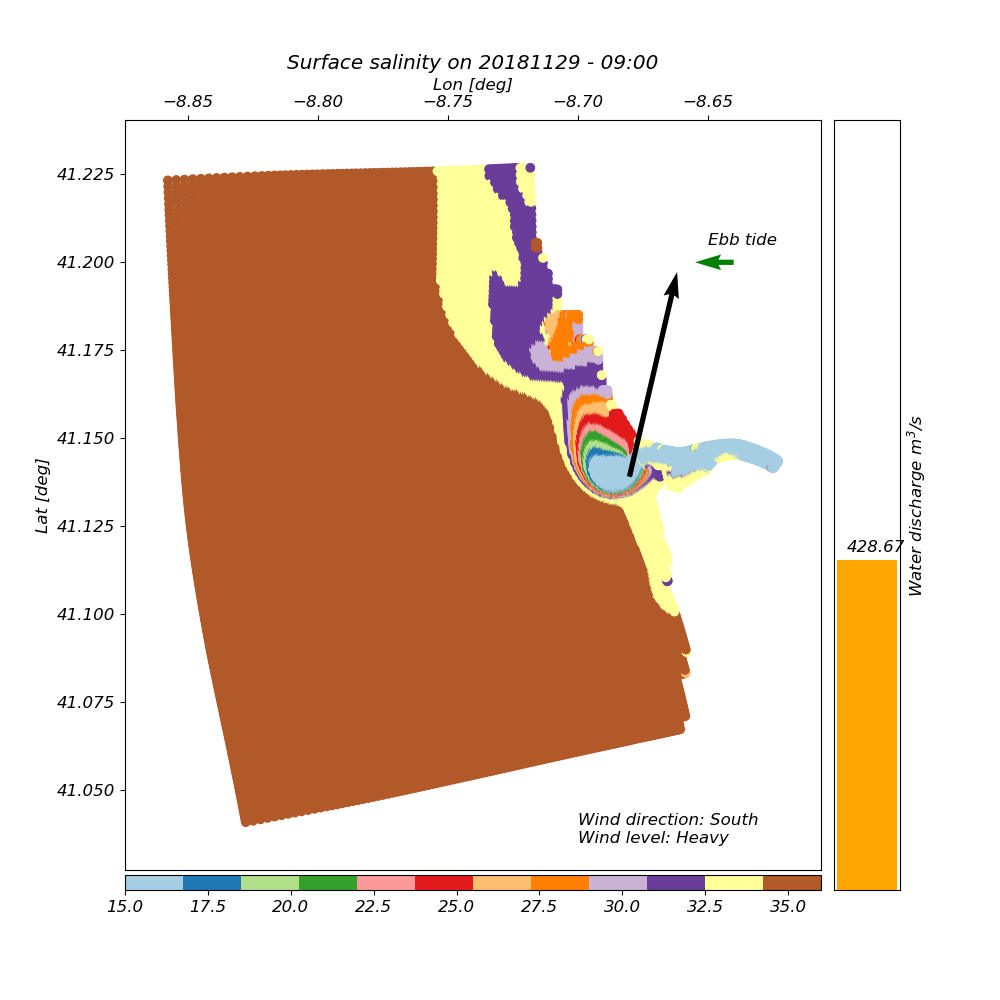 Surface salinity on 20181129 - 09:00
Lon [deg]
−8.85 −8.80 −8.75 −8.70 −8.65
41.225
41.200
41.175
41.150
41.125
41.100
41.075
41.050
Lat [deg]
Ebb tide
Wind direction: South
Wind level: Heavy
428.67
Water discharge m³/s
15.0 17.5 20.0 22.5 25.0 27.5 30.0 32.5 35.0